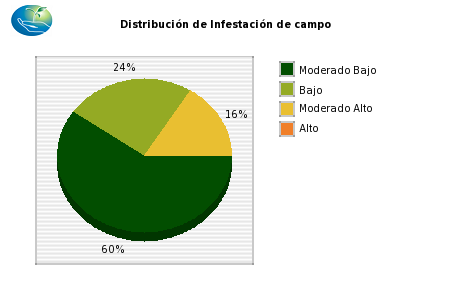 Distribución de Infestación de campo
24%
16%
60%
Moderado Bajo
Bajo
Moderado Alto
Alto